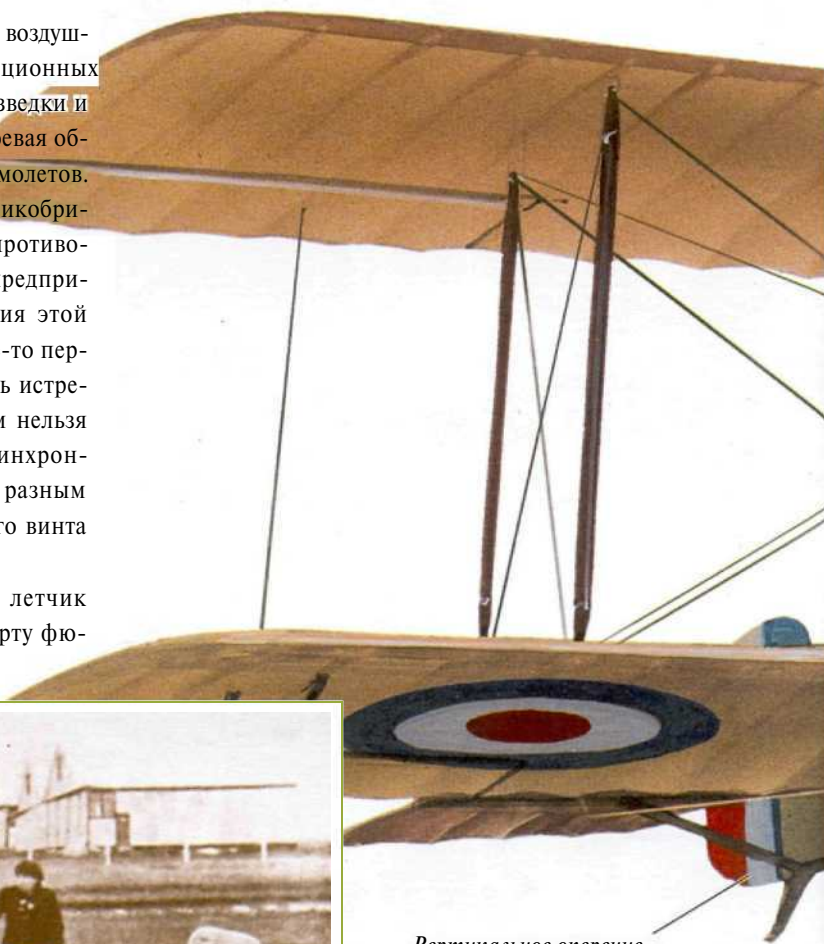 воздуш-
ционных
зведки и
евая об-
молетов.
икобри-
ротиво-
редпри-
ия этой
-то пер-
ь истре-
м нельзя
инхрон-
разным
го винта
летчик
рту фю-